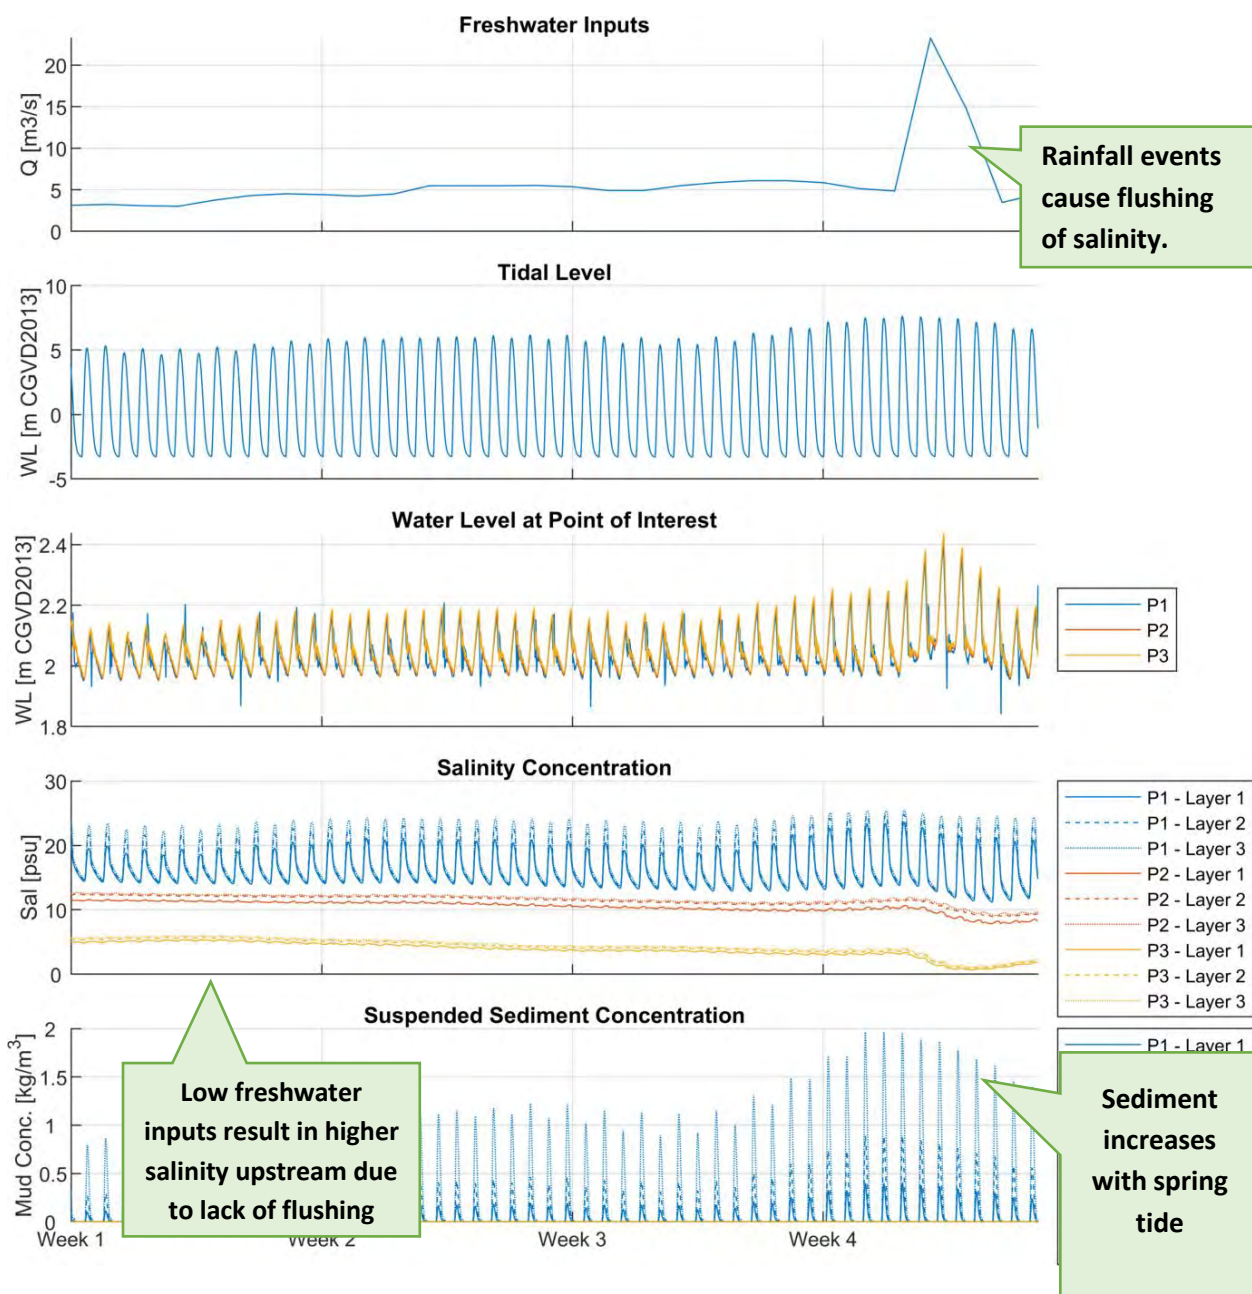 Freshwater Inputs
Q [m3/s]
20
15
10
5
0
Rainfall events
cause flushing
of salinity.
Tidal Level
WL [m CGVD2013]
10
5
0
-5
Water Level at Point of Interest
WL [m CGVD2013]
2.4
2.2
2
1.8
P1
P2
P3
Salinity Concentration
Sal [psu]
30
20
10
0
P1 - Layer 1
P1 - Layer 2
P1 - Layer 3
P2 - Layer 1
P2 - Layer 2
P2 - Layer 3
P3 - Layer 1
P3 - Layer 2
P3 - Layer 3
Suspended Sediment Concentration
Mud Conc. [kg/m³]
2
1.5
1
0.5
0
P1 - Layer 1
Low freshwater
inputs result in higher
salinity upstream due
to lack of flushing
Sediment
increases
with spring
tide
Week 1
Week 2
Week 3
Week 4